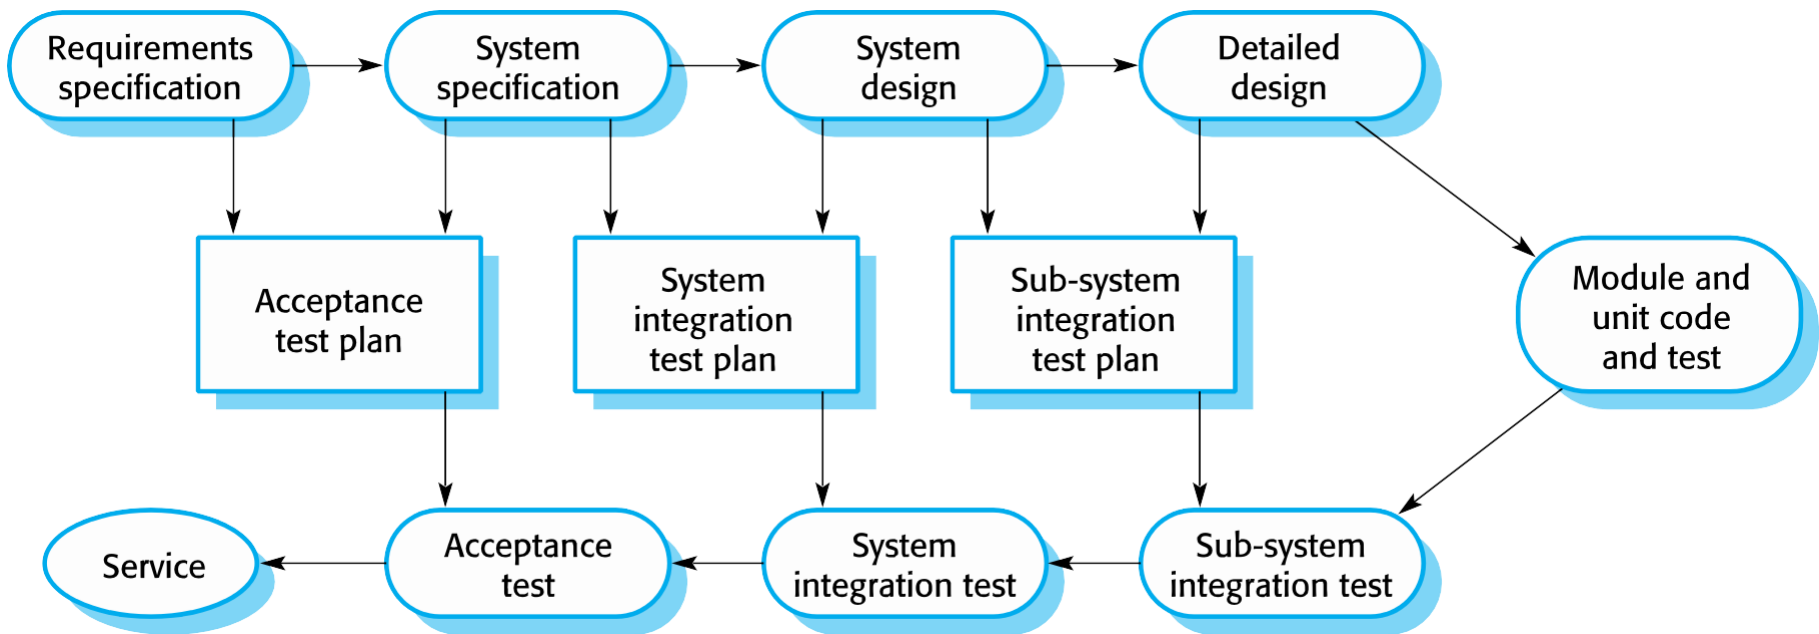 Requirements
specification
System
specification
System
design
Detailed
design
Acceptance
test plan
System
integration
test plan
Sub-system
integration
test plan
Module and
unit code
and test
Service
Acceptance
test
System
integration test
Sub-system
integration test